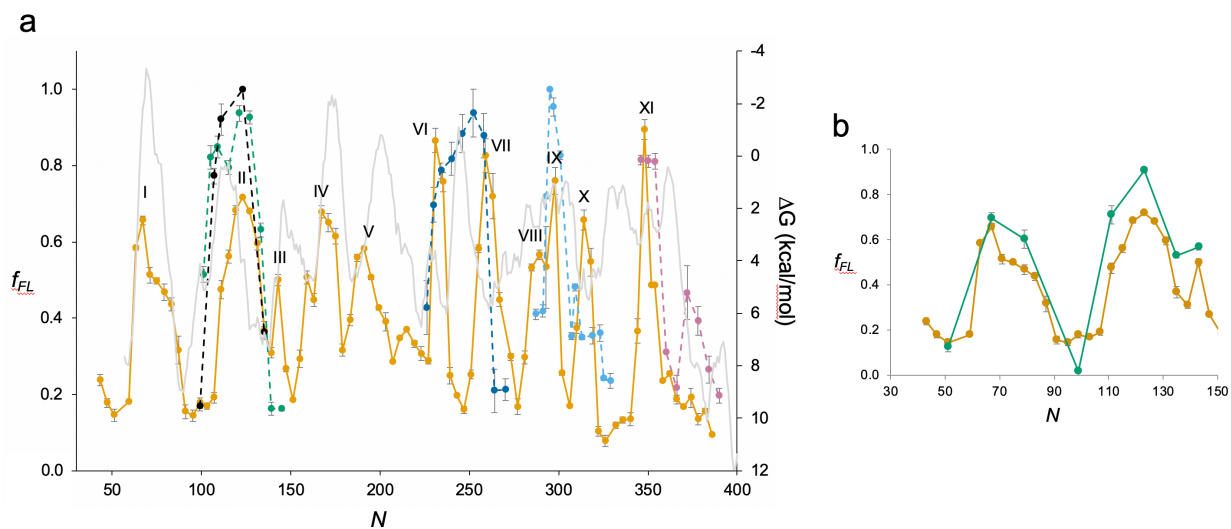 a
-4
1.0
-2
XI
VI
b
0.8
VII
0
1.0
IX
I
II
IV
X
0.8
2
0.6
V
VIII
0.6
III
4
f_FL
ΔG (kcal/mol)
f_FL
0.4
6
0.4
8
0.2
0.2
10
0.0
0.0
12
30 50 70 90 110 130 150
50 100 150 200 250 300 350 400
N
N